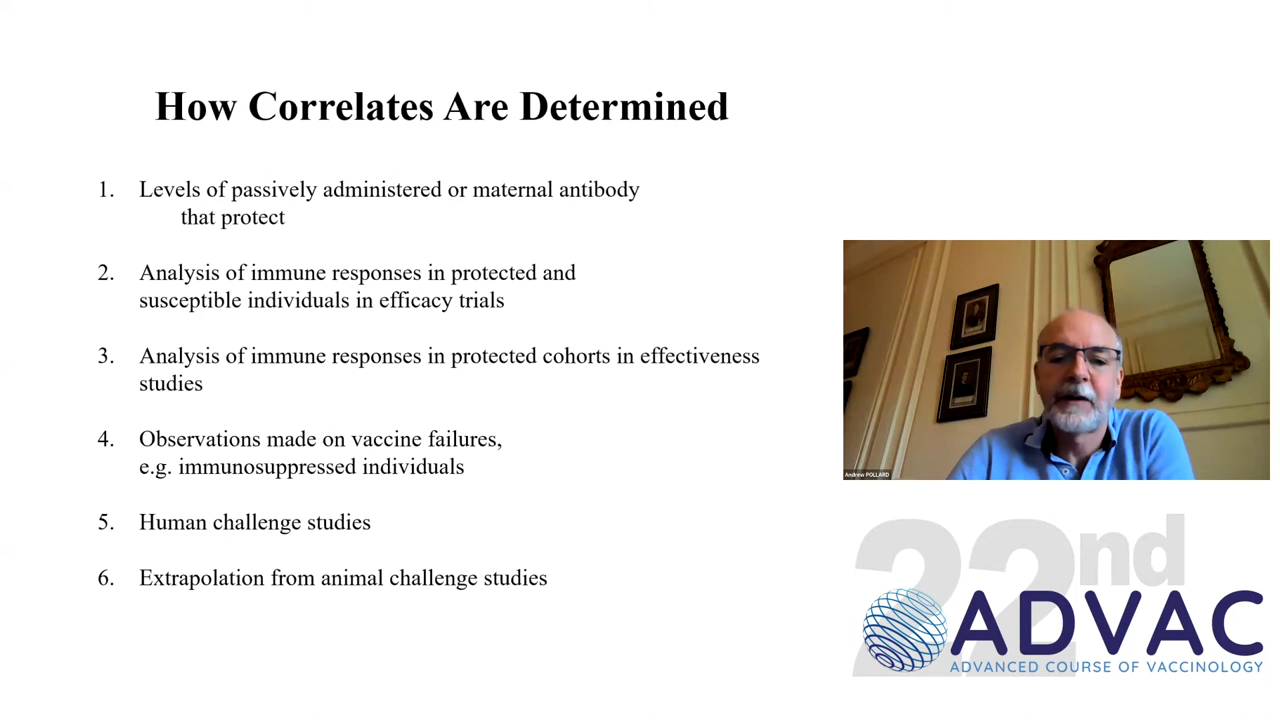 How Correlates Are Determined
1. Levels of passively administered or maternal antibody
that protect
2. Analysis of immune responses in protected and
susceptible individuals in efficacy trials
3. Analysis of immune responses in protected cohorts in effectiveness
studies
4. Observations made on vaccine failures,
e.g. immunosuppressed individuals
5. Human challenge studies
6. Extrapolation from animal challenge studies
Andrew POLLARD
22nd
ADVAC
ADVANCED COURSE OF VACCINOLOGY